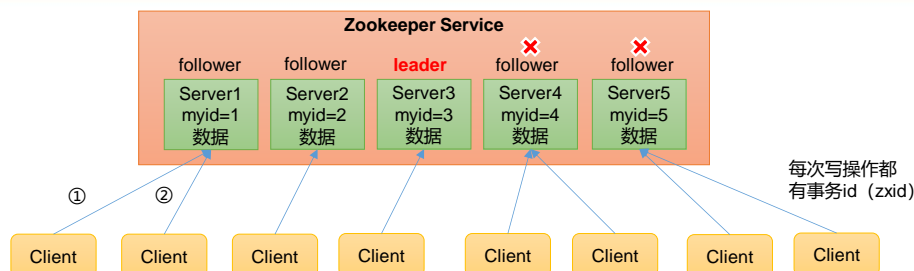 Zookeeper Service
follower
follower
leader
follower
follower
Server1
myid=1
数据
Server2
myid=2
数据
Server3
myid=3
数据
Server4
myid=4
数据
Server5
myid=5
数据
①
②
每次写操作都
有事务id（zxid）
Client
Client
Client
Client
Client
Client
Client
Client